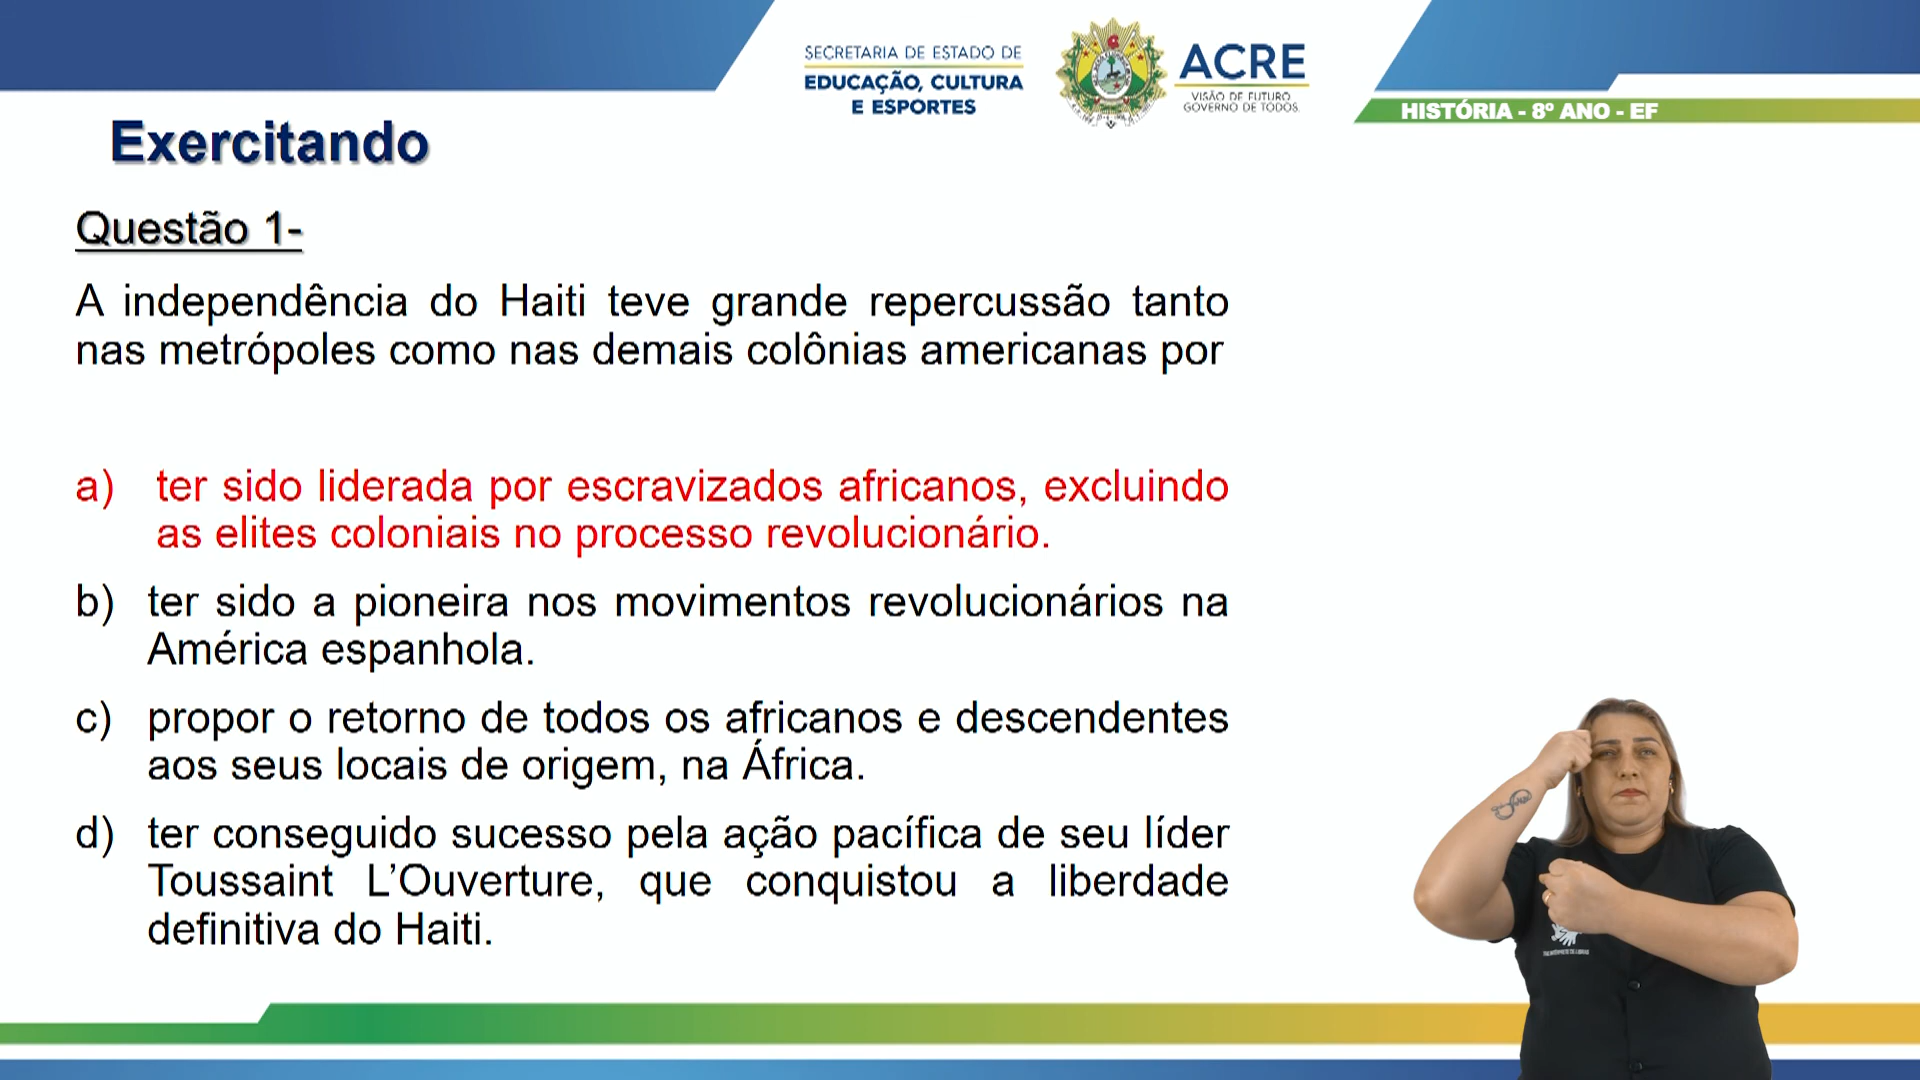 SECRETARIA DE ESTADO DE
EDUCAÇÃO, CULTURA
E ESPORTES
ACRE
VISÃO DE FUTURO
GOVERNO DE TODOS.
HISTÓRIA - 8º ANO - EF
Exercitando
Questão 1-
A independência do Haiti teve grande repercussão tanto
nas metrópoles como nas demais colônias americanas por
a) ter sido liderada por escravizados africanos, excluindo
as elites coloniais no processo revolucionário.
b) ter sido a pioneira nos movimentos revolucionários na
América espanhola.
c) propor o retorno de todos os africanos e descendentes
aos seus locais de origem, na África.
d) ter conseguido sucesso pela ação pacífica de seu líder
Toussaint L’Ouverture, que conquistou a liberdade
definitiva do Haiti.